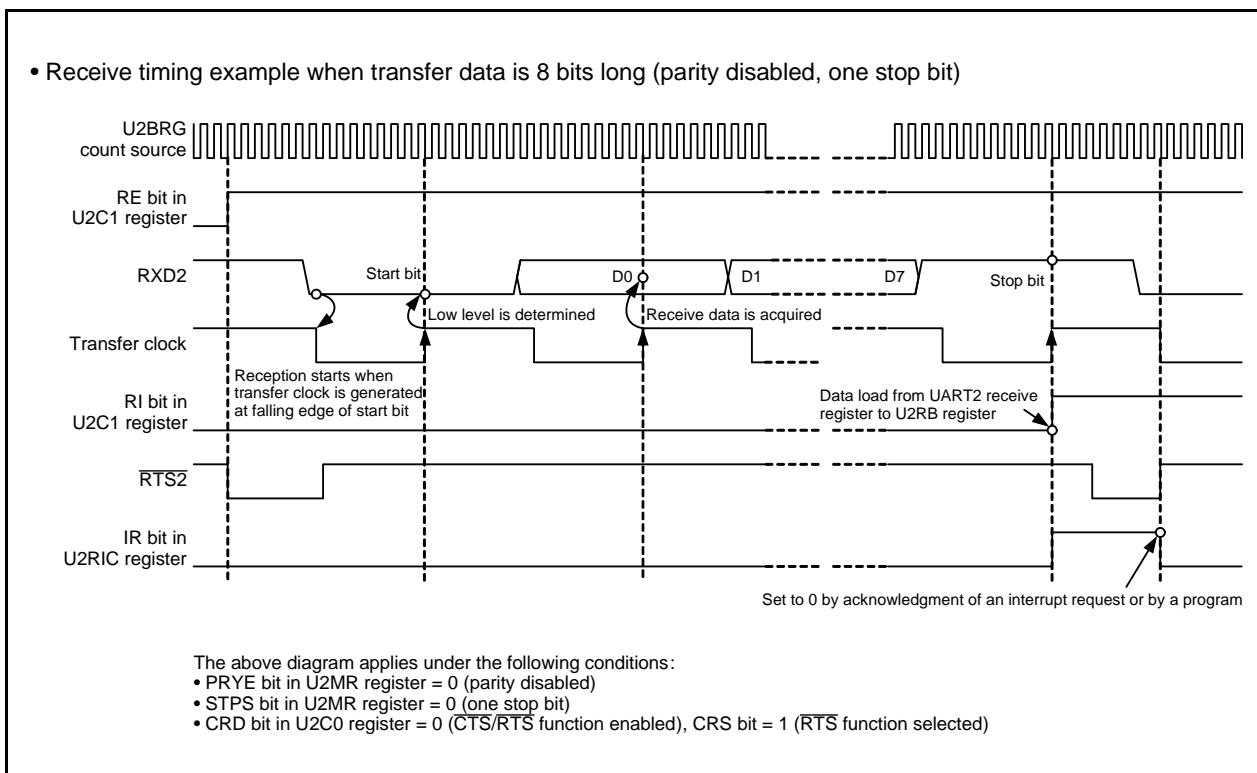 • Receive timing example when transfer data is 8 bits long (parity disabled, one stop bit)
U2BRG
count source
RE bit in
U2C1 register
RXD2
Start bit
D0
D1
D7
Stop bit
Low level is determined
Receive data is acquired
Transfer clock
Reception starts when
transfer clock is generated
at falling edge of start bit
Data load from UART2 receive
register to U2RB register
RI bit in
U2C1 register
RTS2
IR bit in
U2RIC register
Set to 0 by acknowledgment of an interrupt request or by a program
The above diagram applies under the following conditions:
• PRYE bit in U2MR register = 0 (parity disabled)
• STPS bit in U2MR register = 0 (one stop bit)
• CRD bit in U2C0 register = 0 (CTS/RTS function enabled), CRS bit = 1 (RTS function selected)